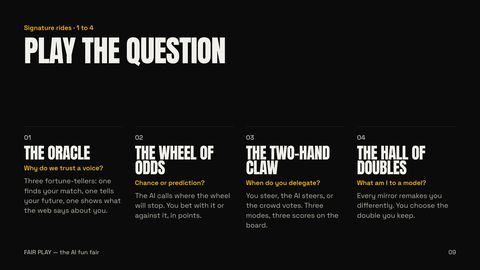 Signature rides · 1 to 4
PLAY THE QUESTION
01
THE ORACLE
Why do we trust a voice?
Three fortune-tellers: one
finds your match, one tells
your future, one shows what
the web says about you.
02
THE WHEEL OF
ODDS
Chance or prediction?
The AI calls where the wheel
will stop. You bet with it or
against it, in points.
03
THE TWO-HAND
CLAW
When do you delegate?
You steer, the AI steers, or
the crowd votes. Three
modes, three scores on the
board.
04
THE HALL OF
DOUBLES
What am I to a model?
Every mirror remakes you
differently. You choose the
double you keep.
FAIR PLAY — the AI fun fair
09